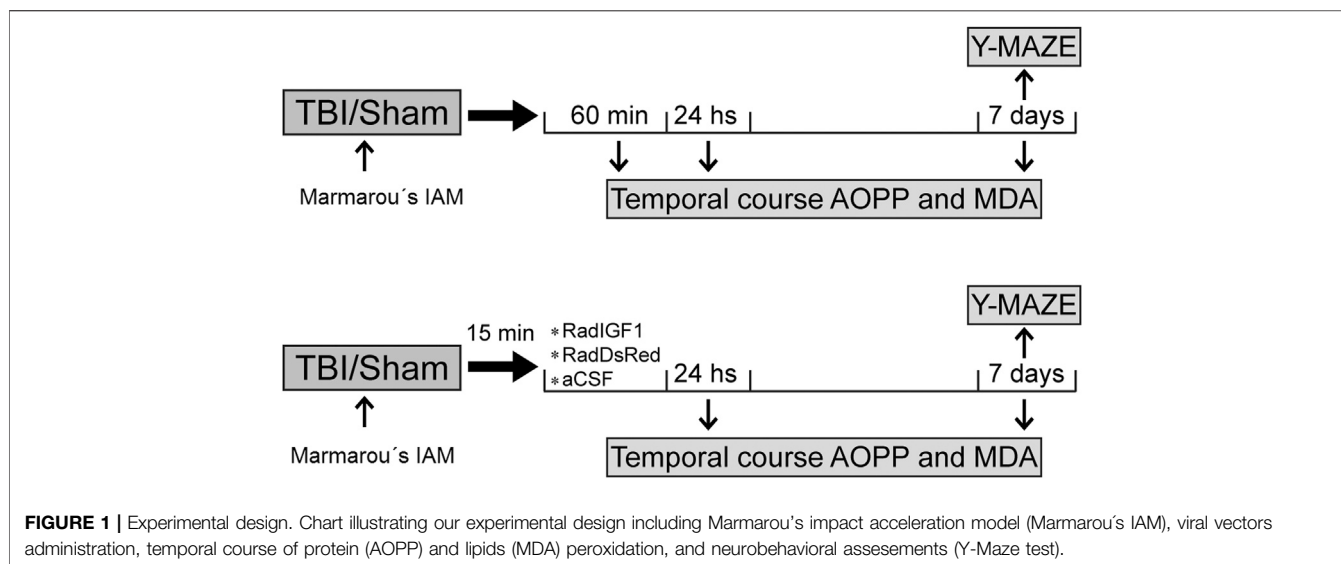 Y-MAZE
TBI/Sham
60 min
24 hs
7 days
Marmarou´s IAM
Temporal course AOPP and MDA
Y-MAZE
15 min
* RadIGF1
* RadDsRed
* aCSF
TBI/Sham
24 hs
7 days
Marmarou´s IAM
Temporal course AOPP and MDA
FIGURE 1 | Experimental design. Chart illustrating our experimental design including Marmarou’s impact acceleration model (Marmarou´s IAM), viral vectors
administration, temporal course of protein (AOPP) and lipids (MDA) peroxidation, and neurobehavioral assesements (Y-Maze test).